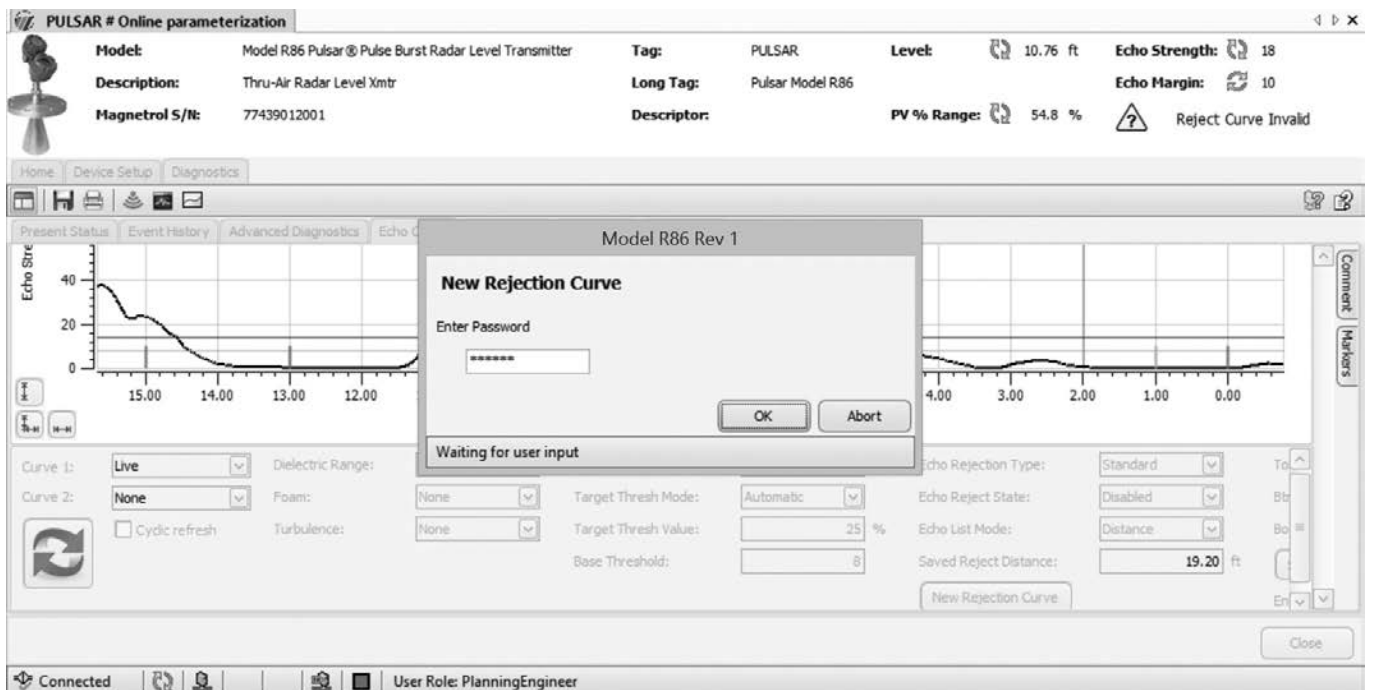 PULSAR # Online parameterization
Model: Model R86 Pulsar® Pulse Burst Radar Level Transmitter Tag: PULSAR Level: 10.76 ft Echo Strength: 18
Description: Thru-Air Radar Level Xmtr Long Tag: Pulsar Model R86 Echo Margin: 10
Magnetrol S/N: 77439012001 Descriptor: PV % Range: 54.8 % Reject Curve Invalid
Home Device Setup Diagnostics
Present Status Event History Advanced Diagnostics Echo
Model R86 Rev 1
New Rejection Curve
Enter Password
******
OK Abort
Waiting for user input
Echo Stre
40
20
0
15.00 14.00 13.00 12.00 4.00 3.00 2.00 1.00 0.00
Comment
Markers
Curve 1: Live Dielectric Range: Echo Rejection Type: Standard To
Curve 2: None Foam: None Target Thresh Mode: Automatic Echo Reject State: Disabled Btr
Cyclic refresh Turbulence: None Target Thresh Value: 25 % Echo List Mode: Distance Bo
Base Threshold: 8 Saved Reject Distance: 19.20 ft
New Rejection Curve En
Close
Connected User Role: PlanningEngineer